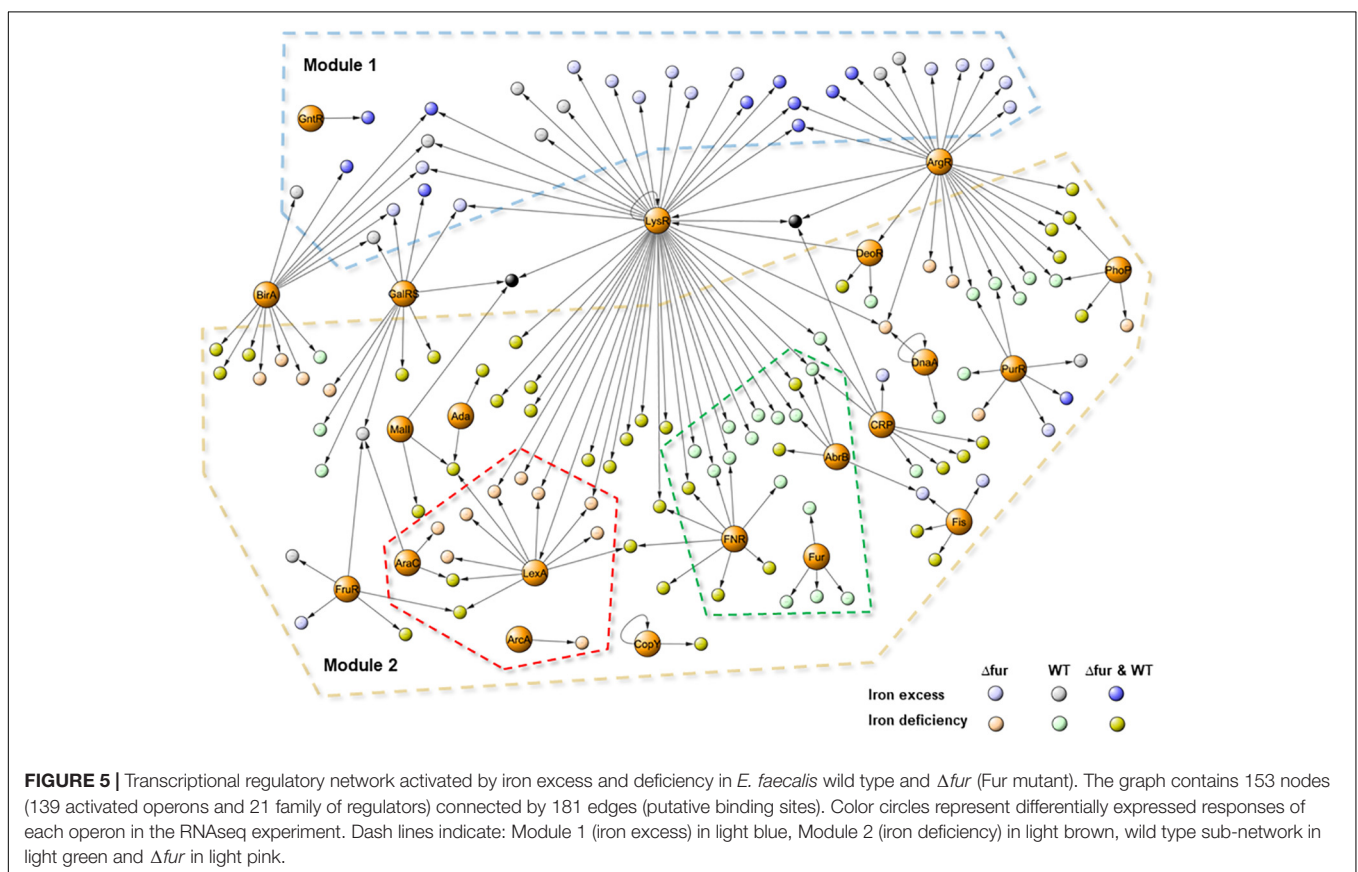 Module 1
GntR
ArgR
LysR
DeoR
PhoP
BirA
GalRS
DnaA
PurR
Ada
MalI
CRP
AbrB
Fis
FNR
Fur
AraC
LexA
FruR
ArcA
CopY
Module 2
Δfur WT Δfur & WT
Iron excess
Iron deficiency
FIGURE 5 | Transcriptional regulatory network activated by iron excess and deficiency in E. faecalis wild type and Δfur (Fur mutant). The graph contains 153 nodes
(139 activated operons and 21 family of regulators) connected by 181 edges (putative binding sites). Color circles represent differentially expressed responses of
each operon in the RNAseq experiment. Dash lines indicate: Module 1 (iron excess) in light blue, Module 2 (iron deficiency) in light brown, wild type sub-network in
light green and Δfur in light pink.